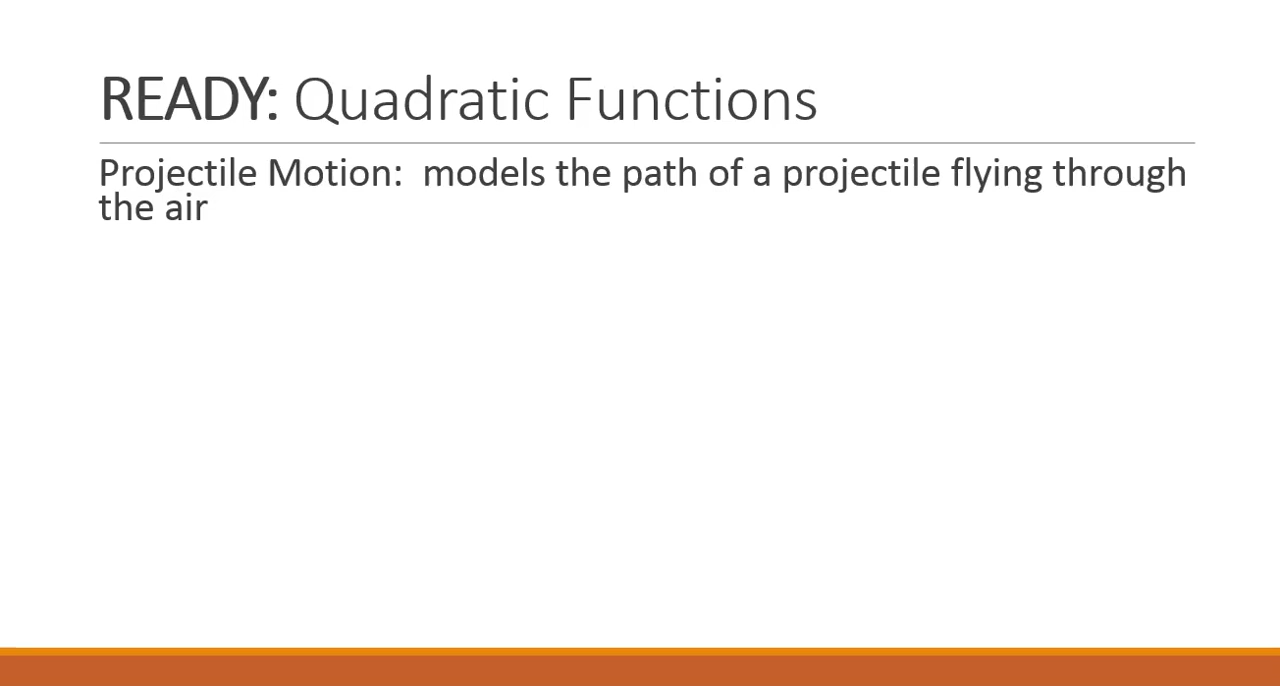 READY: Quadratic Functions
Projectile Motion:  models the path of a projectile flying through
the air